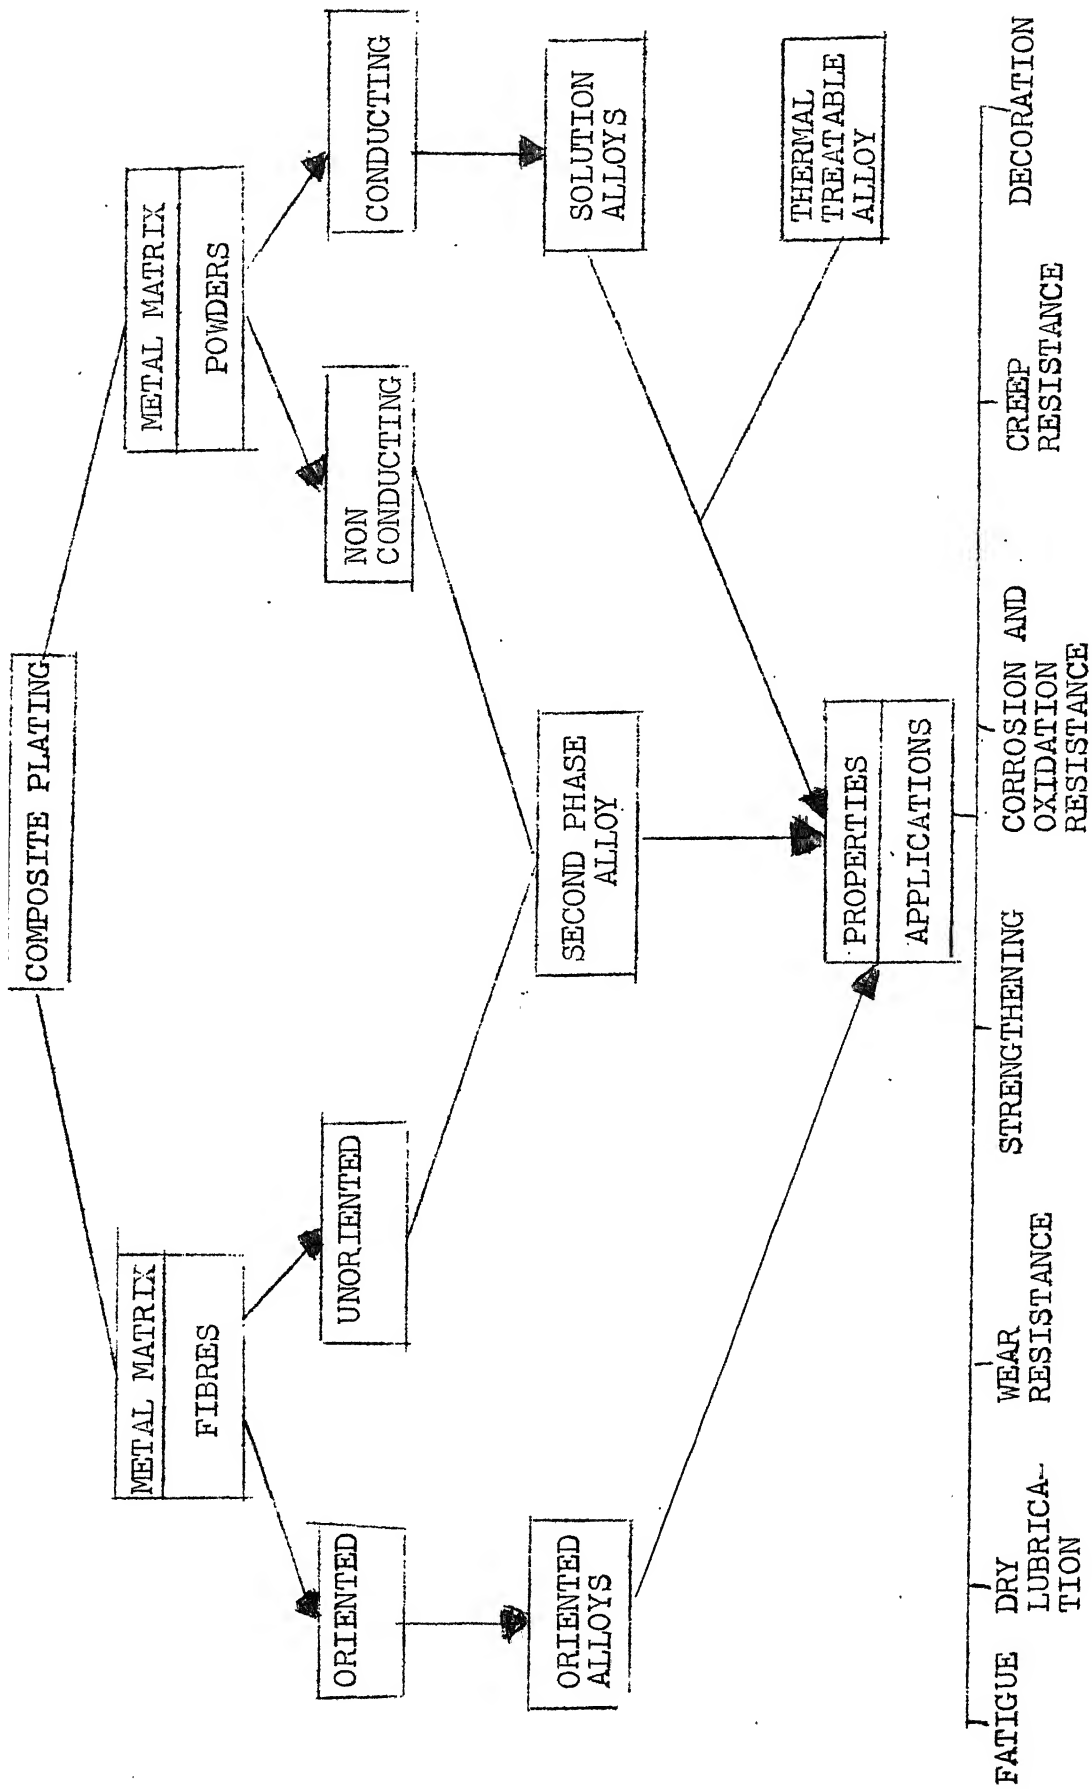 COMPOSITE PLATING
METAL MATRIX
FIBRES
METAL MATRIX
POWDERS
ORIENTED
UNORIENTED
NON
CONDUCTING
CONDUCTING
ORIENTED
ALLOYS
SECOND PHASE
ALLOY
SOLUTION
ALLOYS
THERMAL
TREATABLE
ALLOY
PROPERTIES
APPLICATIONS
FATIGUE
DRY
LUBRICA-
TION
WEAR
RESISTANCE
STRENGTHENING
CORROSION AND
OXIDATION
RESISTANCE
CREEP
RESISTANCE
DECORATION